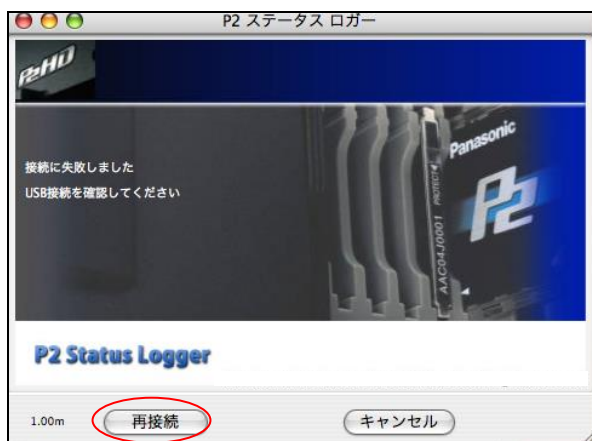 P2 ステータス ロガー
P2HD
接続に失敗しました
USB接続を確認してください
Panasonic
P2
PROTECT
AAC04J0001
P2 Status Logger
1.00m
再接続
キャンセル